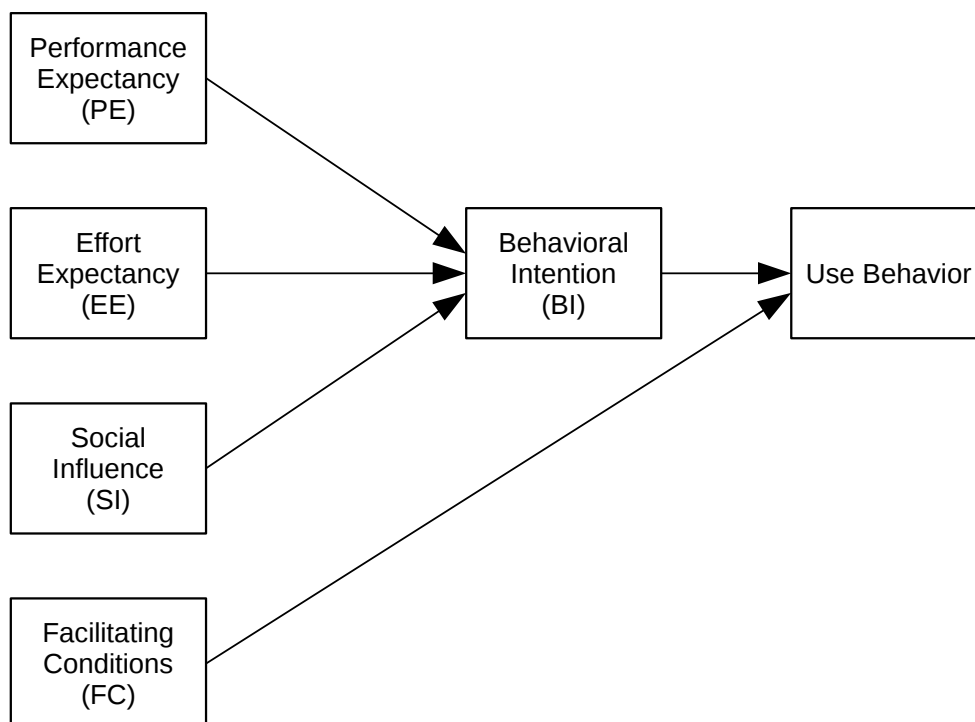 Performance
Expectancy
(PE)
Effort
Expectancy
(EE)
Behavioral
Intention
(BI)
Use Behavior
Social
Influence
(SI)
Facilitating
Conditions
(FC)